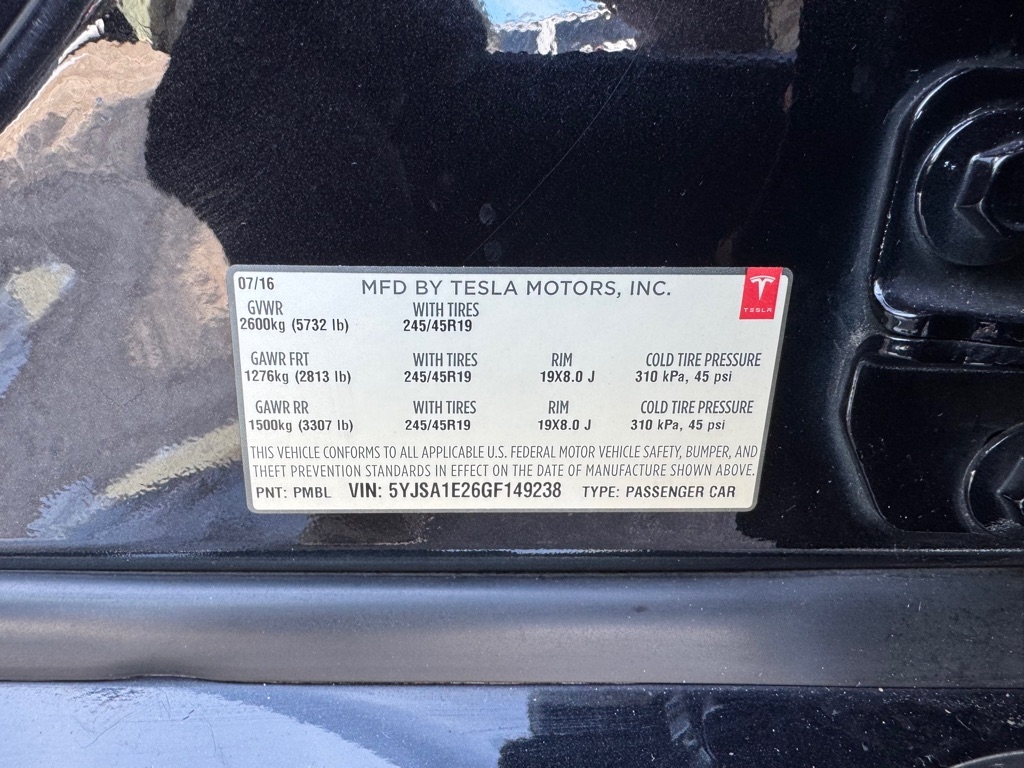 07/16 MFD BY TESLA MOTORS, INC.
TESLA
GVWR WITH TIRES
2600kg (5732 lb) 245/45R19
GAWR FRT WITH TIRES RIM COLD TIRE PRESSURE
1276kg (2813 lb) 245/45R19 19X8.0 J 310 kPa, 45 psi
GAWR RR WITH TIRES RIM COLD TIRE PRESSURE
1500kg (3307 lb) 245/45R19 19X8.0 J 310 kPa, 45 psi
THIS VEHICLE CONFORMS TO ALL APPLICABLE U.S. FEDERAL MOTOR VEHICLE SAFETY, BUMPER, AND
THEFT PREVENTION STANDARDS IN EFFECT ON THE DATE OF MANUFACTURE SHOWN ABOVE.
PNT: PMBL VIN: 5YJSA1E26GF149238 TYPE: PASSENGER CAR